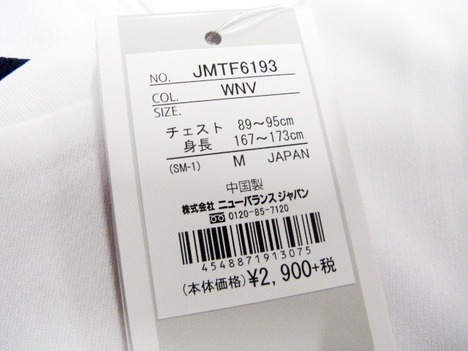 NO. JMTF6193
COL. WNV
SIZE.
チェスト 89～95cm
身長 167～173cm
(SM-1) M JAPAN
中国製
株式会社 ニューバランス ジャパン
0120-85-7120
4548871913075
(本体価格) ¥2,900+税